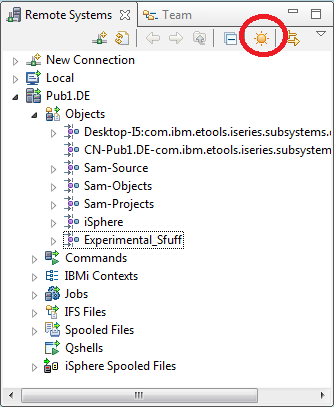 Remote Systems
Team
New Connection
Local
Pub1.DE
Objects
Desktop-I5:com.ibm.etools.iseries.subsystems.
CN-Pub1.DE-com.ibm.etools.iseries.subsystem
Sam-Source
Sam-Objects
Sam-Projects
iSphere
Experimental_Sfuff
Commands
IBMi Contexts
Jobs
IFS Files
Spooled Files
Qshells
iSphere Spooled Files